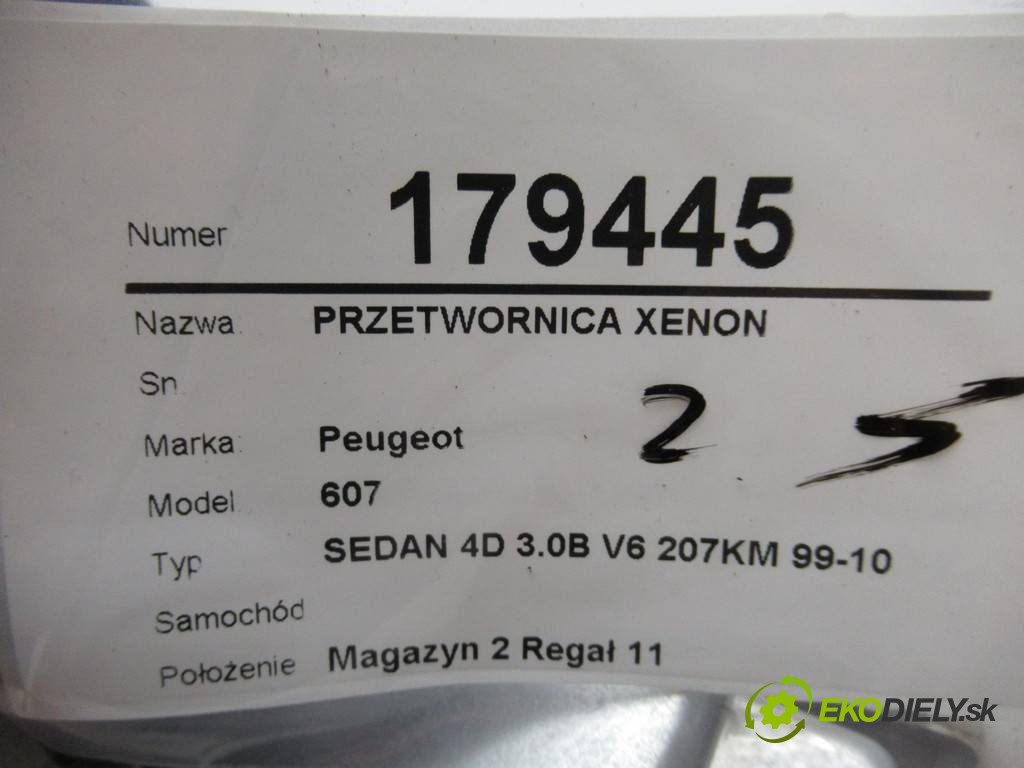 Numer 179445
Nazwa: PRZETWORNICA XENON
Sn
Marka: Peugeot 2 5
Model: 607
Typ SEDAN 4D 3.0B V6 207KM 99-10
Samochód
Położenie Magazyn 2 Regał 11
EKODIELY.sk